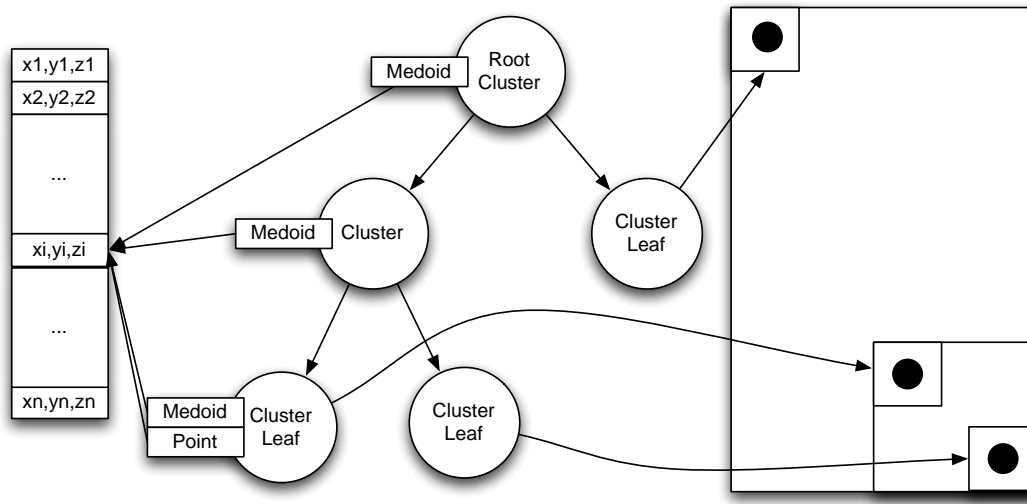 x1,y1,z1
x2,y2,z2
...
xi,yi,zi
...
xn,yn,zn
Medoid
Root
Cluster
Medoid
Cluster
Cluster
Leaf
Medoid
Point
Cluster
Leaf
Cluster
Leaf